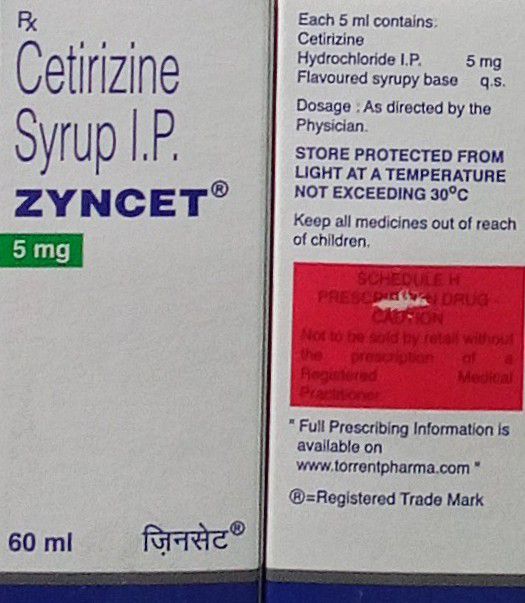 ℞
Cetirizine
Syrup I.P.
ZYNCET®
5 mg
60 ml ज़िनसेट®
Each 5 ml contains:
Cetirizine
Hydrochloride I.P. 5 mg
Flavoured syrupy base q.s.
Dosage : As directed by the
Physician.
STORE PROTECTED FROM
LIGHT AT A TEMPERATURE
NOT EXCEEDING 30⁰C
Keep all medicines out of reach
of children.
SCHEDULE H
PRESCRIPTION DRUG -
CAUTION
Not to be sold by retail without
the prescription of a
Registered Medical
Practitioner
" Full Prescribing Information is
available on
www.torrentpharma.com "
®=Registered Trade Mark